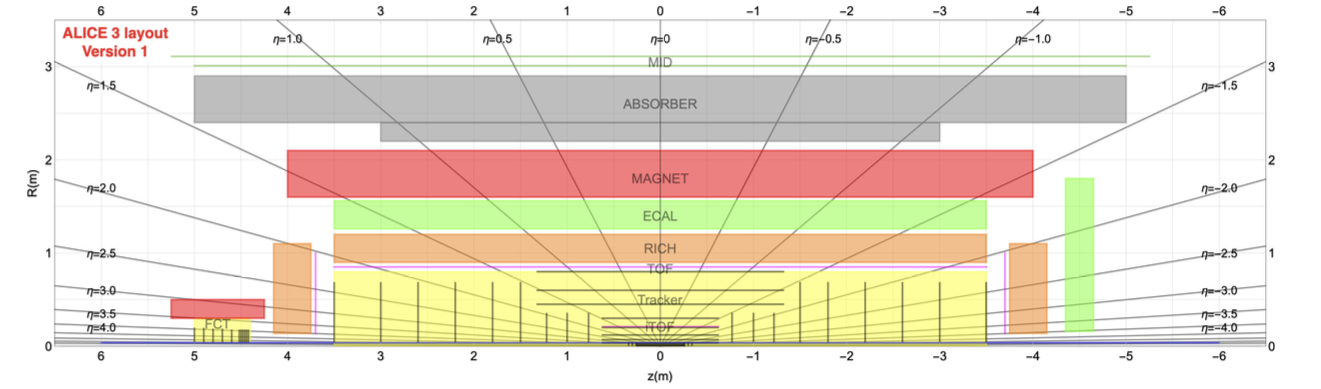 6 5 4 3 2 1 0 −1 −2 −3 −4 −5 −6
ALICE 3 layout
Version 1
η=1.0 η=0.5 η=0 η=−0.5 η=−1.0
MID
3 3
η=1.5 η=−1.5
ABSORBER
2 2
MAGNET
R(m)
η=2.0 η=−2.0
ECAL
RICH
1 1
η=2.5 η=−2.5
TOF
η=3.0 η=−3.0
Tracker
η=3.5 η=−3.5
FCT iTOF
η=4.0 η=−4.0
0 0
6 5 4 3 2 1 0 −1 −2 −3 −4 −5 −6
z(m)